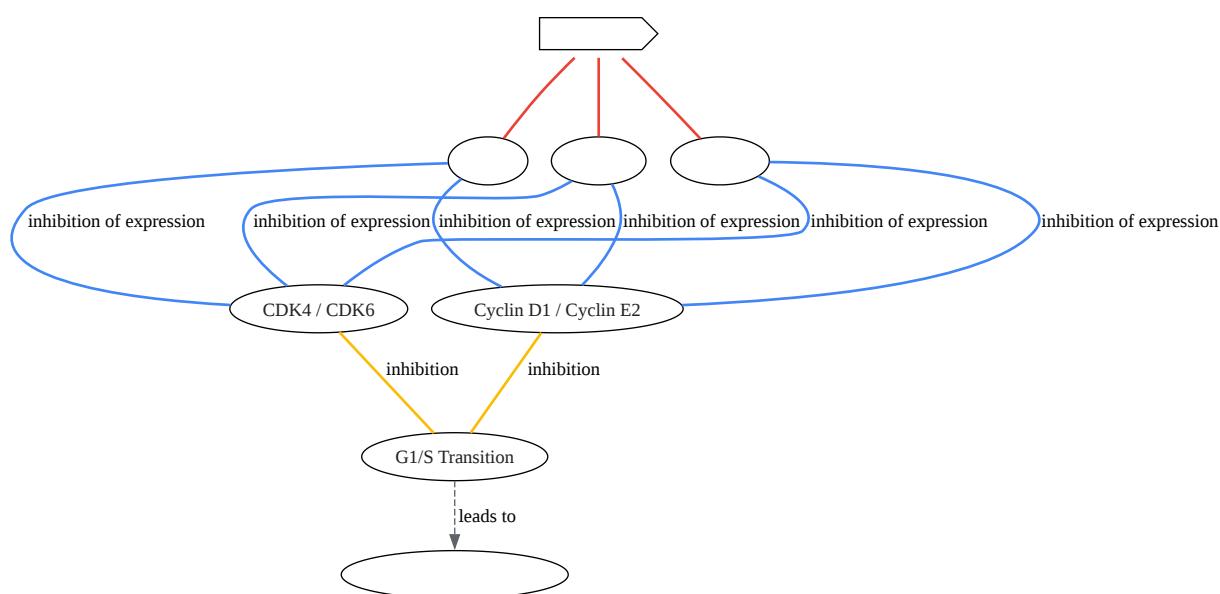 inhibition of expression
inhibition of expression
inhibition of expression
inhibition of expression
inhibition of expression
inhibition of expression
CDK4 / CDK6
Cyclin D1 / Cyclin E2
inhibition
inhibition
G1/S Transition
leads to